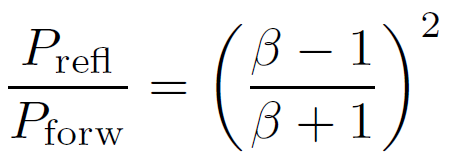 P_refl / P_forw = ( (β − 1) / (β + 1) )^2